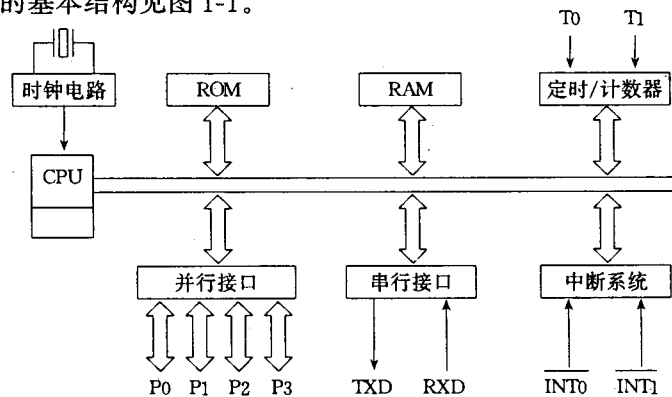 的基本结构见图 1-1。
T0 T1
时钟电路 ROM RAM 定时/计数器
CPU
并行接口 串行接口 中断系统
P0 P1 P2 P3 TXD RXD INT0 INT1